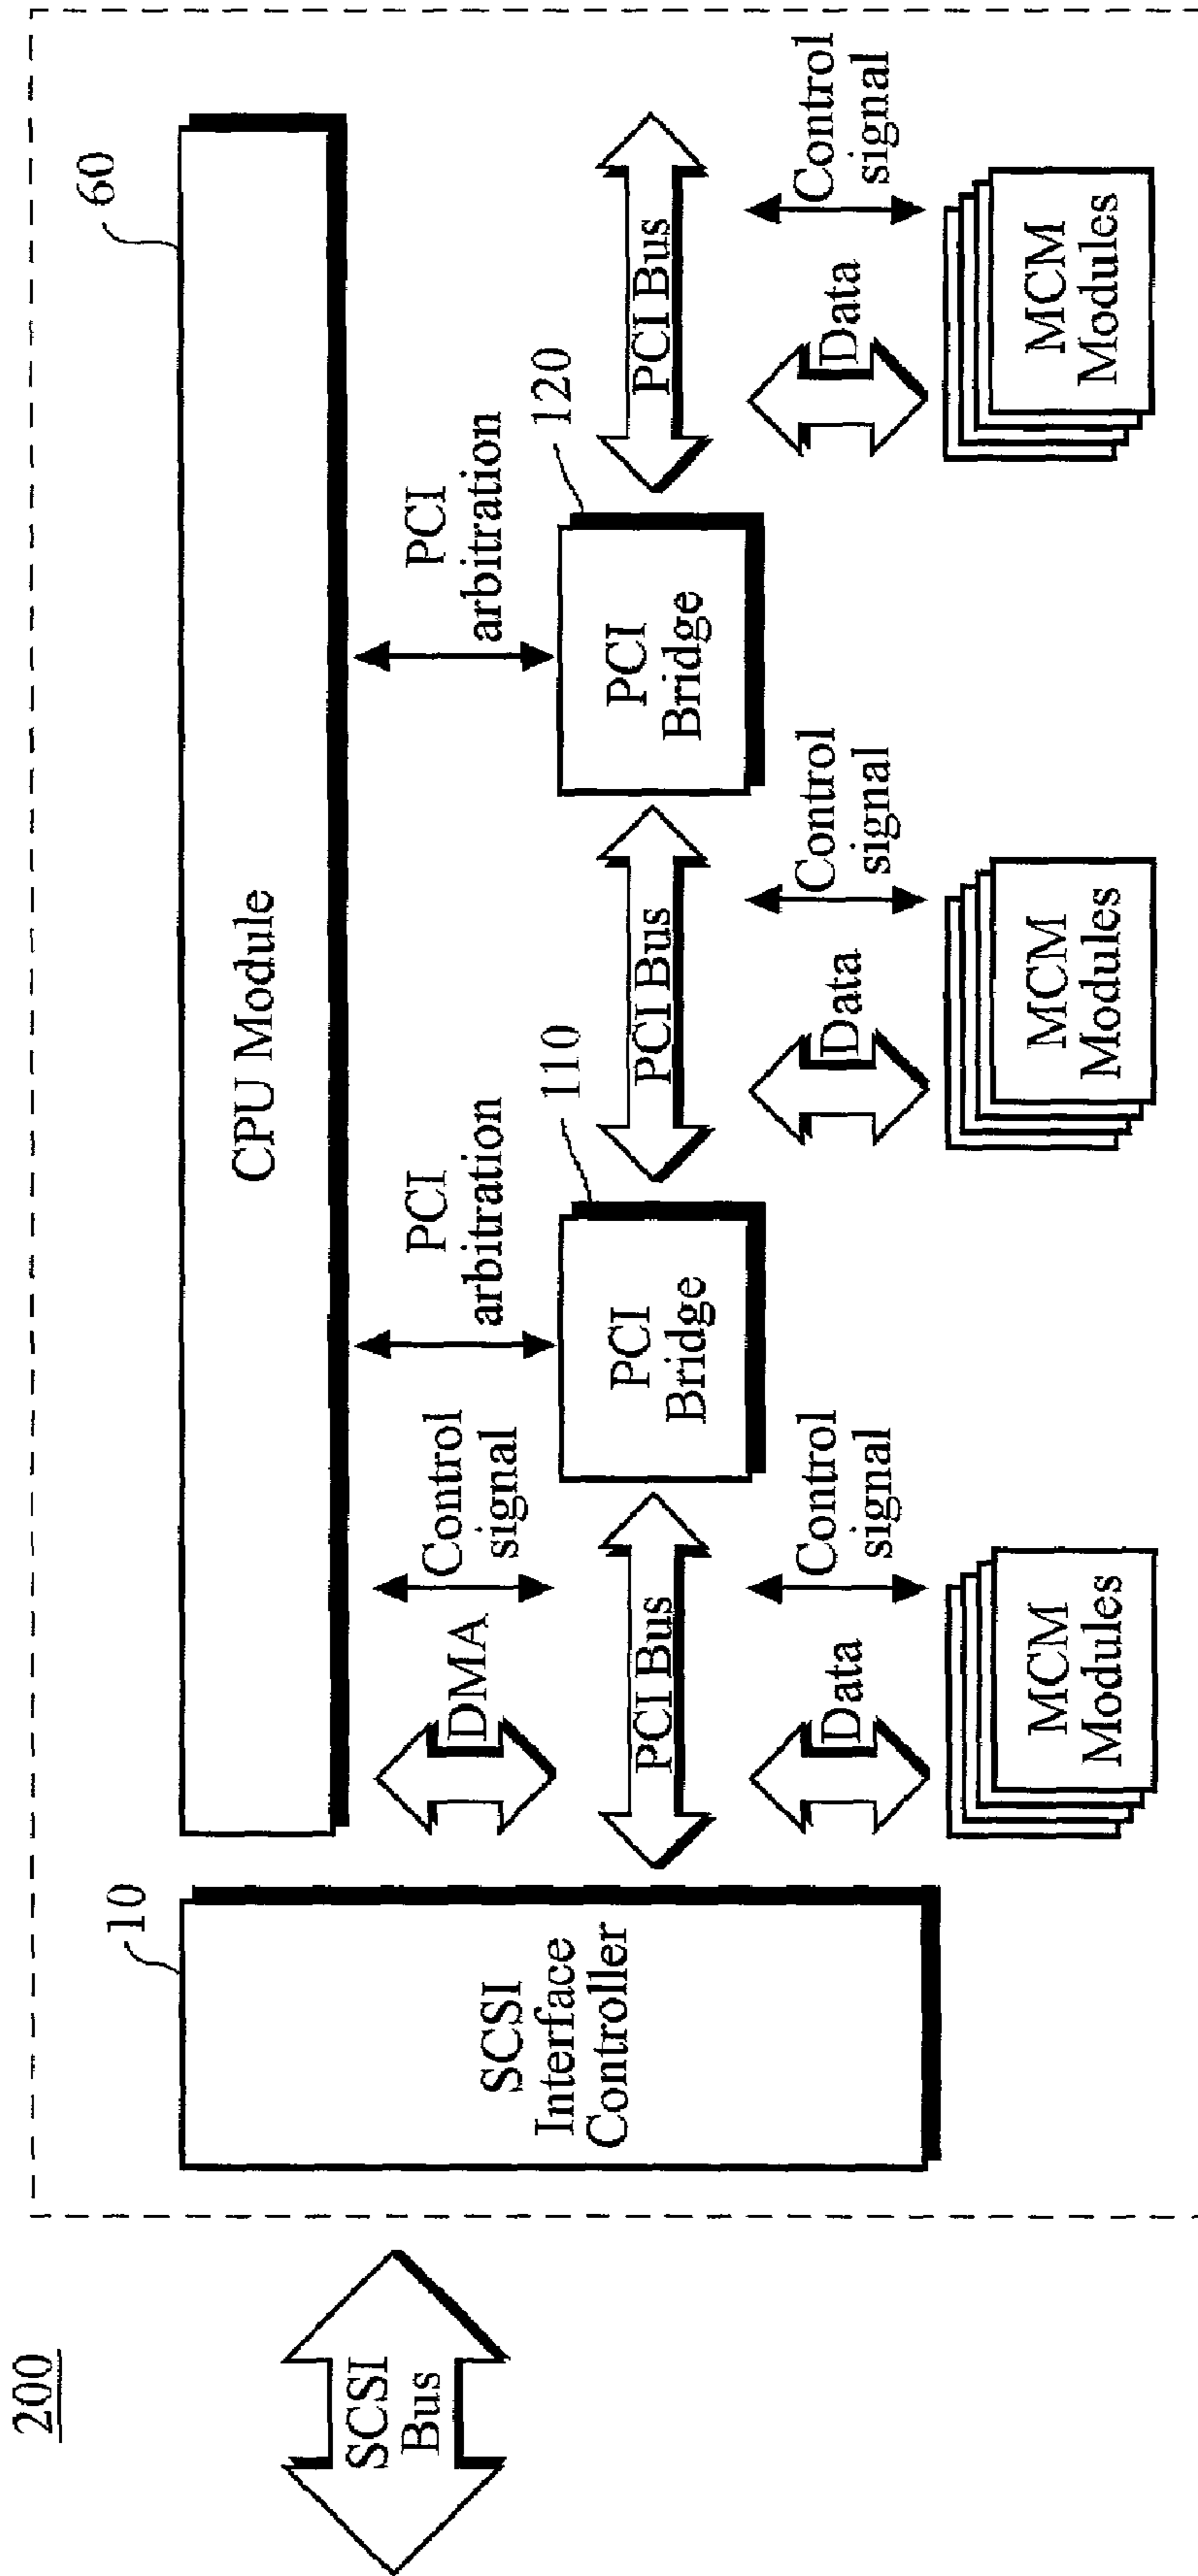 200
SCSI
Bus
10
SCSI
Interface
Controller
60
CPU Module
DMA
Control
signal
PCI
arbitration
PCI
arbitration
PCI Bus
110
PCI
Bridge
PCI Bus
120
PCI
Bridge
PCI Bus
Data
Control
signal
Data
Control
signal
Data
Control
signal
MCM
Modules
MCM
Modules
MCM
Modules